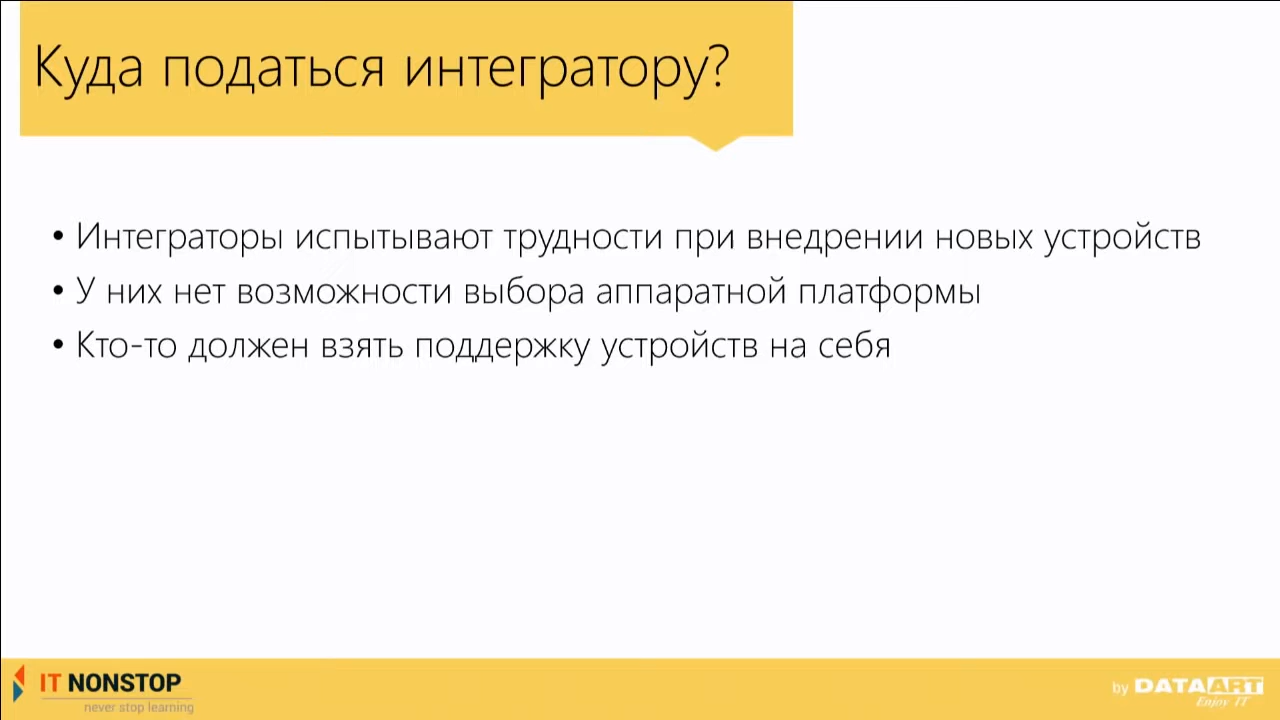 Куда податься интегратору?
• Интеграторы испытывают трудности при внедрении новых устройств
• У них нет возможности выбора аппаратной платформы
• Кто-то должен взять поддержку устройств на себя
IT NONSTOP
never stop learning
by DATAART
Enjoy IT